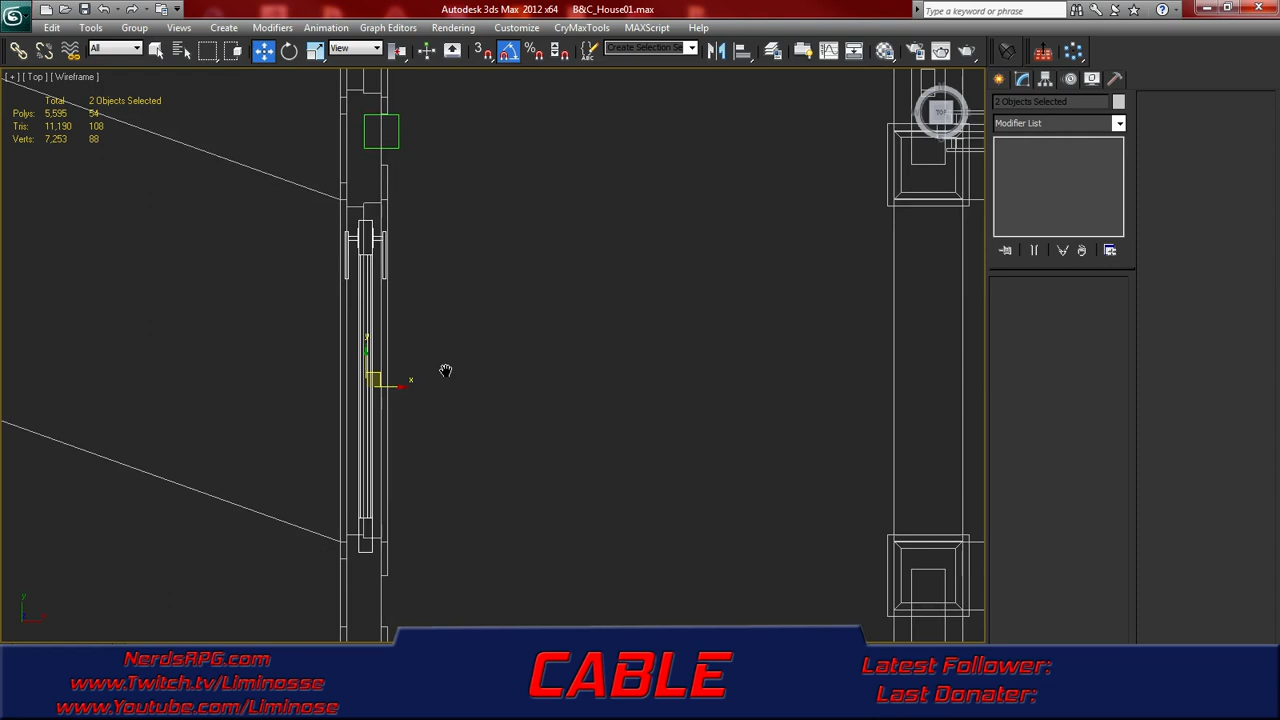 Autodesk 3ds Max 2012 x64
B&C_House01.max
Type a keyword or phrase
Edit
Tools
Group
Views
Create
Modifiers
Animation
Graph Editors
Rendering
Customize
CryMaxTools
MAXScript
Help
All
View
3
%
Create Selection Se
[ + ] [ Top ] [ Wireframe ]
Total
2 Objects Selected
Polys:
5,595
54
Tris:
11,190
108
Verts:
7,253
88
TOP
2 Objects Selected
Modifier List
y
x
y
NerdsRPG.com
www.Twitch.tv/Liminosse
www.Youtube.com/Liminose
CABLE
Latest Follower:
Last Donater: